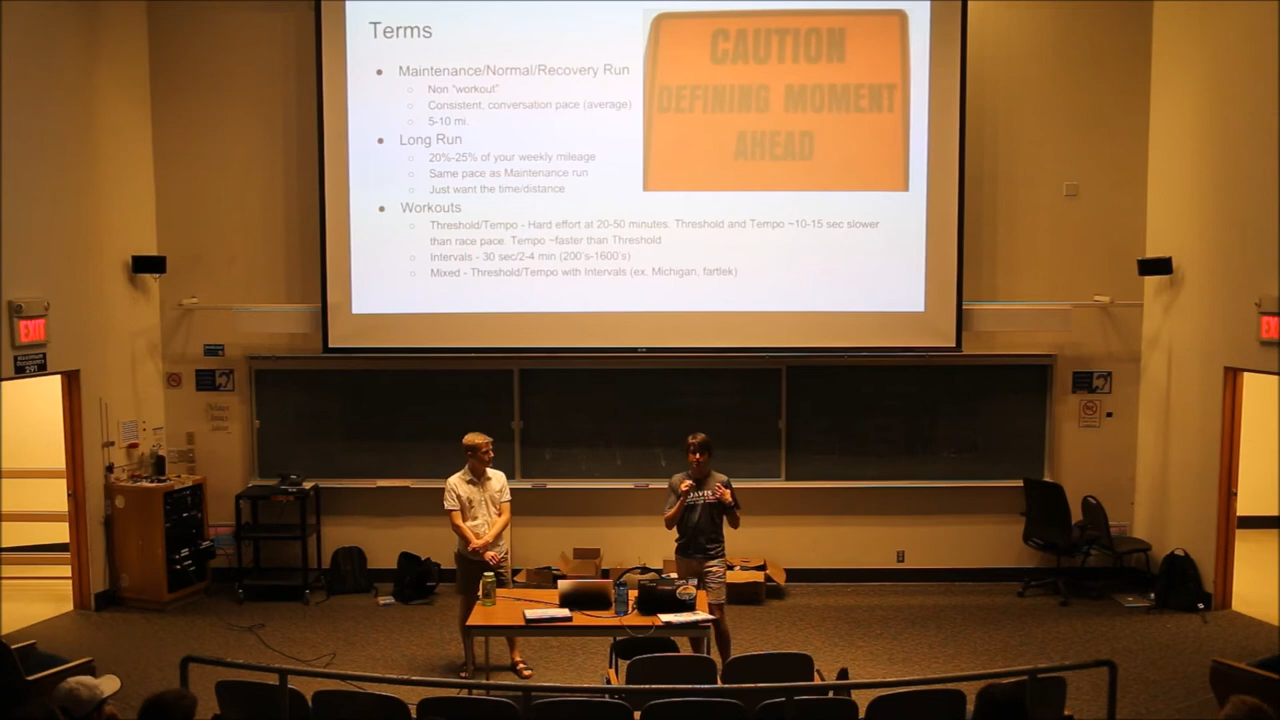 Terms
CAUTION
DEFINING MOMENT
AHEAD
● Maintenance/Normal/Recovery Run
○ Non "workout"
○ Consistent, conversation pace (average)
○ 5-10 mi.
● Long Run
○ 20%-25% of your weekly mileage
○ Same pace as Maintenance run
○ Just want the time/distance
● Workouts
○ Threshold/Tempo - Hard effort at 20-50 minutes. Threshold and Tempo ~10-15 sec slower
than race pace. Tempo ~faster than Threshold
○ Intervals - 30 sec/2-4 min (200's-1600's)
○ Mixed - Threshold/Tempo with Intervals (ex. Michigan, fartlek)
EXIT
EX
MAXIMUM
OCCUPANCY
291
DAVIS